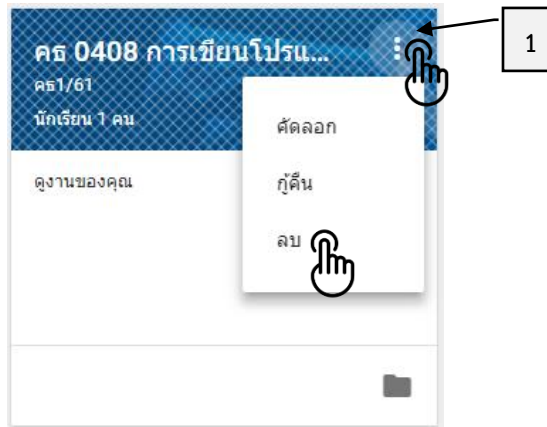 คธ 0408 การเขียนโปรแ...
คธ1/61
นักเรียน 1 คน
ดูงานของคุณ
คัดลอก
กู้คืน
ลบ
1